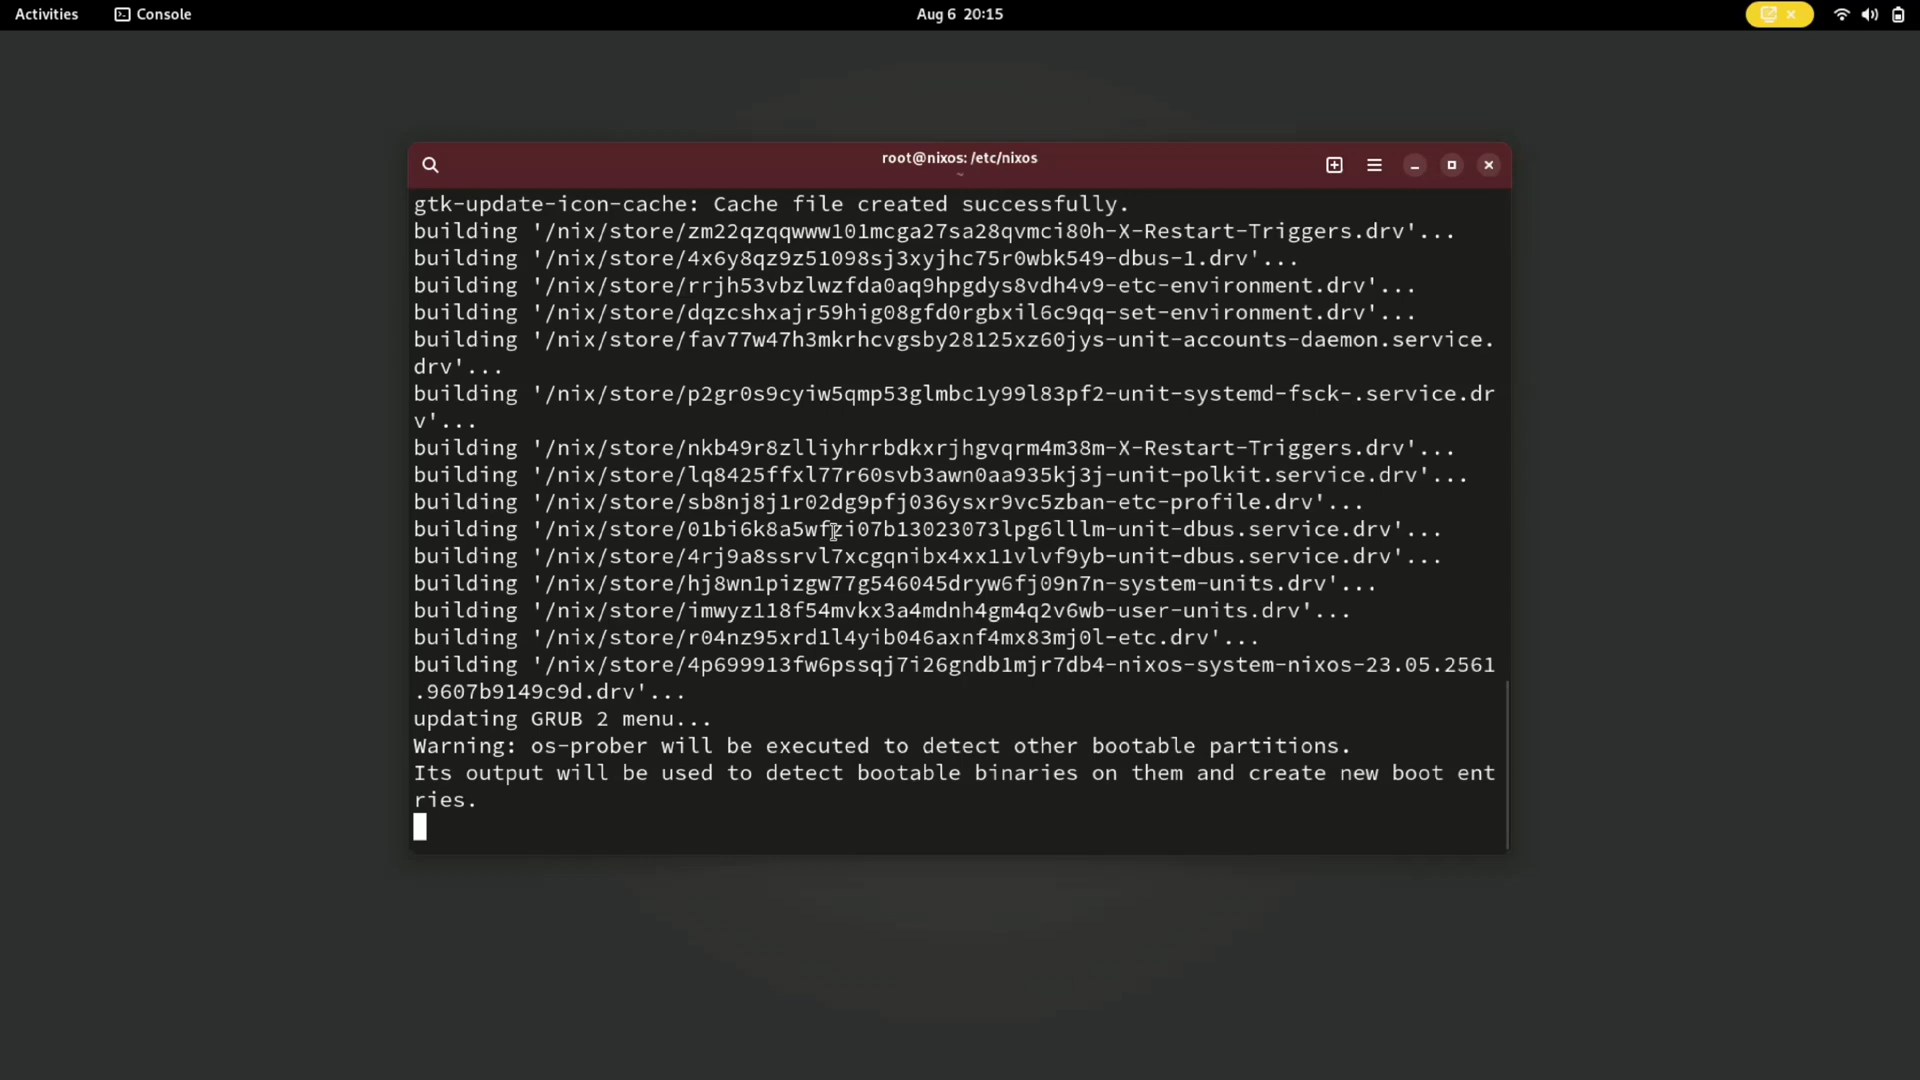 Activities
Console
Aug 6 20:15
root@nixos: /etc/nixos
~
gtk-update-icon-cache: Cache file created successfully.
building '/nix/store/zm22qzqqwww101mcga27sa28qvmci80h-X-Restart-Triggers.drv'...
building '/nix/store/4x6y8qz9z51098sj3xyjhc75r0wbk549-dbus-1.drv'...
building '/nix/store/rrjh53vbzlwzfda0aq9hpgdys8vdh4v9-etc-environment.drv'...
building '/nix/store/dqzcshxajr59hig08gfd0rgbxil6c9qq-set-environment.drv'...
building '/nix/store/fav77w47h3mkrhcvgsby28125xz60jys-unit-accounts-daemon.service.
drv'...
building '/nix/store/p2gr0s9cyiw5qmp53glmbc1y99l83pf2-unit-systemd-fsck-.service.dr
v'...
building '/nix/store/nkb49r8zlliyhrrbdkxrjhgvqrm4m38m-X-Restart-Triggers.drv'...
building '/nix/store/lq8425ffxl77r60svb3awn0aa935kj3j-unit-polkit.service.drv'...
building '/nix/store/sb8nj8j1r02dg9pfj036ysxr9vc5zban-etc-profile.drv'...
building '/nix/store/01bi6k8a5wfzi07b13023073lpg6lllm-unit-dbus.service.drv'...
building '/nix/store/4rj9a8ssrvl7xcgqnibx4xx11vlvf9yb-unit-dbus.service.drv'...
building '/nix/store/hj8wn1pizgw77g546045dryw6fj09n7n-system-units.drv'...
building '/nix/store/imwyz118f54mvkx3a4mdnh4gm4q2v6wb-user-units.drv'...
building '/nix/store/r04nz95xrd1l4yib046axnf4mx83mj0l-etc.drv'...
building '/nix/store/4p699913fw6pssqj7i26gndb1mjr7db4-nixos-system-nixos-23.05.2561
.9607b9149c9d.drv'...
updating GRUB 2 menu...
Warning: os-prober will be executed to detect other bootable partitions.
Its output will be used to detect bootable binaries on them and create new boot ent
ries.